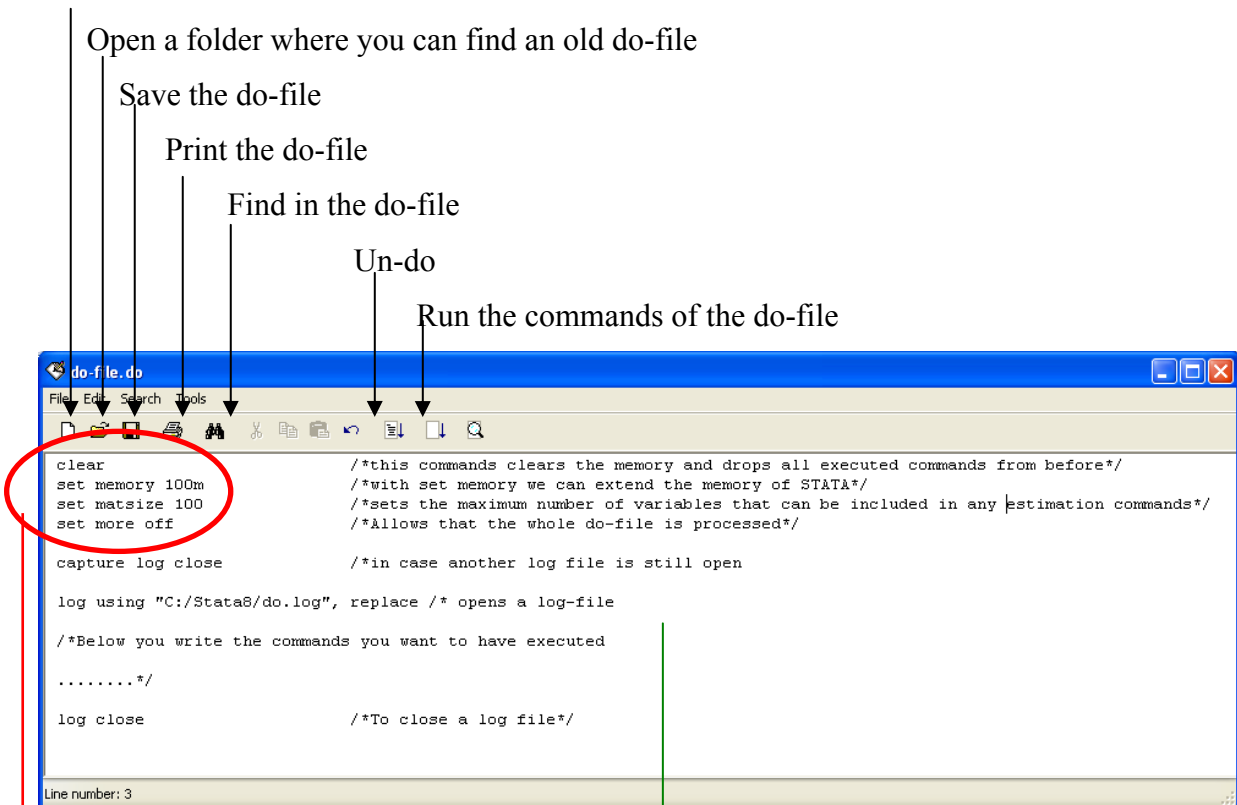 Open a folder where you can find an old do-file
Save the do-file
Print the do-file
Find in the do-file
Un-do
Run the commands of the do-file
do-file.do
File Edit Search Tools
clear /*this commands clears the memory and drops all executed commands from before*/
set memory 100m /*with set memory we can extend the memory of STATA*/
set matsize 100 /*sets the maximum number of variables that can be included in any estimation commands*/
set more off /*Allows that the whole do-file is processed*/
capture log close /*in case another log file is still open
log using "C:/Stata8/do.log", replace /* opens a log-file
/*Below you write the commands you want to have executed
........*/
log close /*To close a log file*/
Line number: 3